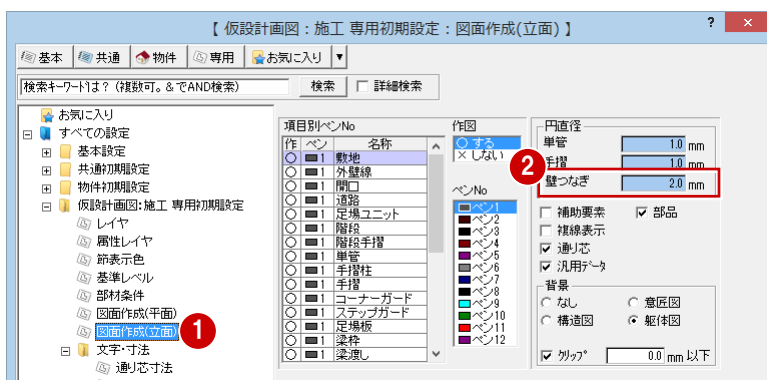 【 仮設計画図：施工 専用初期設定：図面作成(立面) 】 ? ×
基本 共通 物件 専用 お気に入り ▼
検索ｷｰﾜｰﾄﾞは？（複数可。＆でAND検索） 検索 詳細検索
お気に入り
すべての設定
基本設定
共通初期設定
物件初期設定
仮設計画図:施工 専用初期設定
レイヤ
属性レイヤ
節表示色
基準レベル
部材条件
図面作成(平面)
図面作成(立面) 1
文字・寸法
通り芯寸法
項目別ペンNo
作 ペン 名称
○ 1 敷地
○ 1 外壁線
○ 1 開口
○ 1 道路
○ 1 足場ユニット
○ 1 階段
○ 1 階段手摺
○ 1 単管
○ 1 手摺柱
○ 1 手摺
○ 1 コーナーガード
○ 1 ステップガード
○ 1 足場板
○ 1 梁枠
○ 1 梁渡し
作図
○ する
× しない
ペンNo
ペン1
ペン2
ペン3
ペン4
ペン5
ペン6
ペン7
ペン8
ペン9
ペン10
ペン11
ペン12
円直径
単管 1.0 mm
手摺 1.0 mm
2
壁つなぎ 2.0 mm
補助要素 部品
複線表示
通り芯
汎用ﾃﾞｰﾀ
背景
なし 意匠図
構造図 躯体図
ｸﾘｯﾌﾟ 0.0 mm 以下